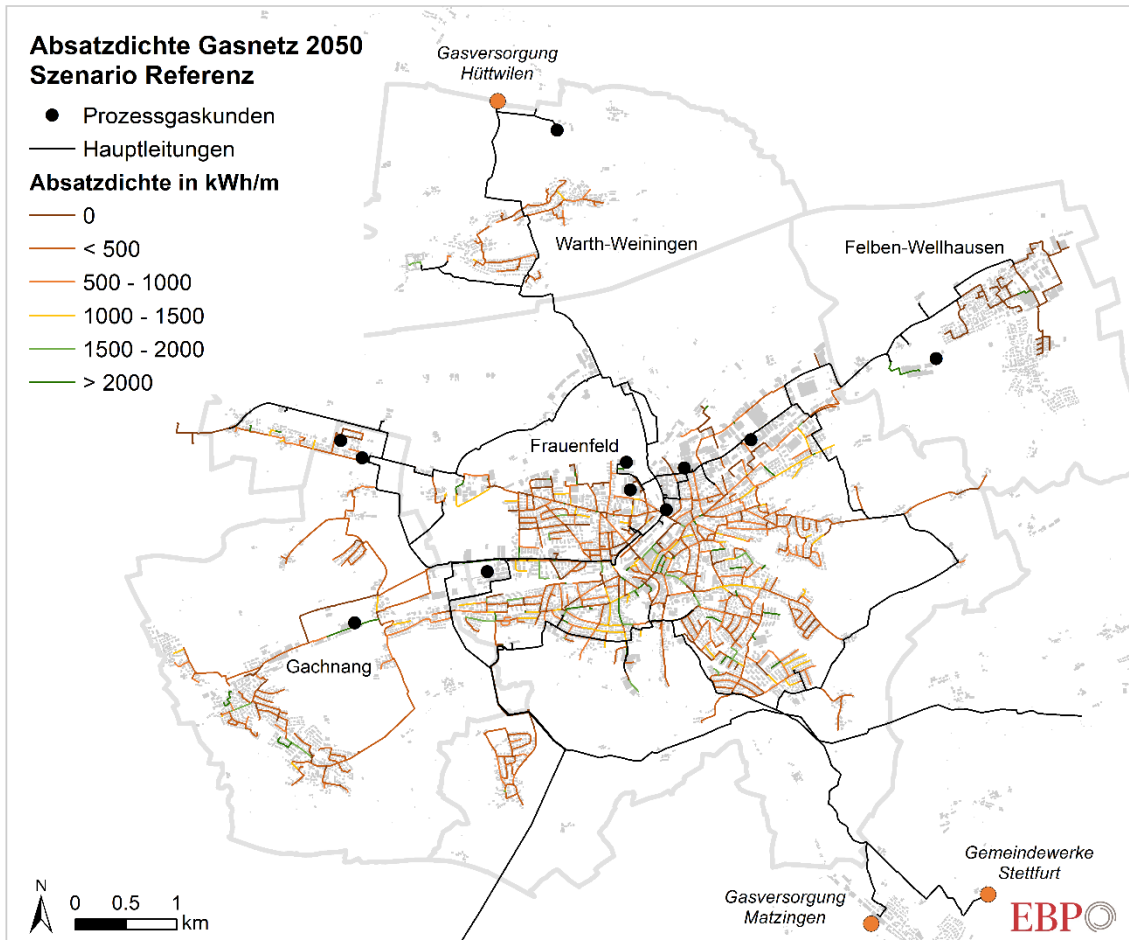 Absatzdichte Gasnetz 2050
Szenario Referenz
Prozessgaskunden
Hauptleitungen
Absatzdichte in kWh/m
0
< 500
500 - 1000
1000 - 1500
1500 - 2000
> 2000
Gasversorgung
Hüttwilen
Warth-Weiningen
Felben-Wellhausen
Frauenfeld
Gachnang
Gemeindewerke
Stettfurt
Gasversorgung
Matzingen
N
0 0.5 1
km
EBP